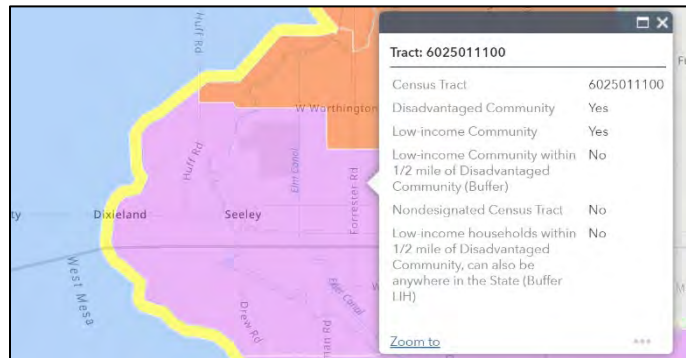 Huff Rd
W Worthington
Huff Rd
Elm Canal
Forrester Rd
Dixieland
Seeley
West Mesa
Drew Rd
Tract: 6025011100
Census Tract 6025011100
Disadvantaged Community Yes
Low-income Community Yes
Low-income Community within No
1/2 mile of Disadvantaged
Community (Buffer)
Nondesignated Census Tract No
Low-income households within No
1/2 mile of Disadvantaged
Community, can also be
anywhere in the State (Buffer
LIH)
Zoom to